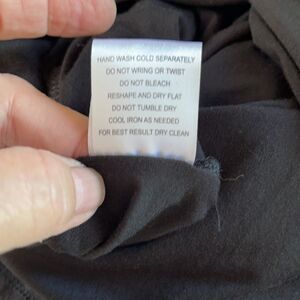 HAND WASH COLD SEPARATELY
DO NOT WRING OR TWIST
DO NOT BLEACH
RESHAPE AND DRY FLAT
DO NOT TUMBLE DRY
COOL IRON AS NEEDED
FOR BEST RESULT DRY CLEAN